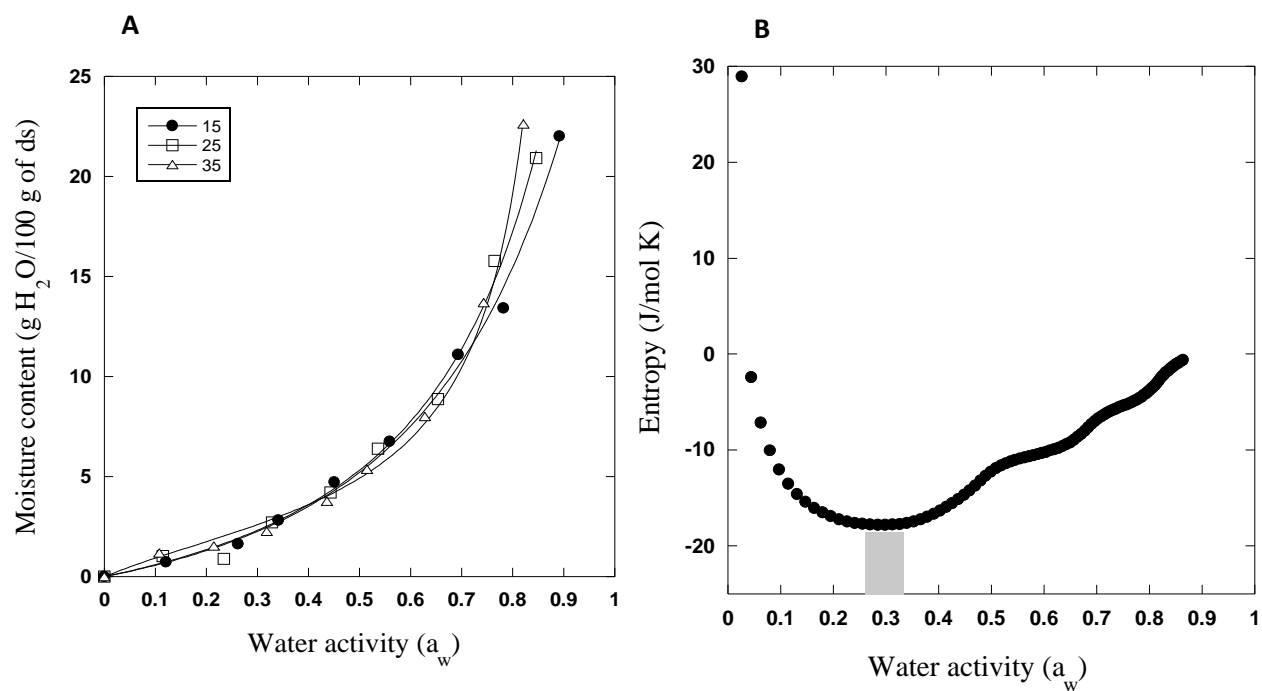 A
Moisture content (g H2O/100 g of ds)
25
20
15
10
5
0
15
25
35
0 0.1 0.2 0.3 0.4 0.5 0.6 0.7 0.8 0.9 1
Water activity (aw)
B
Entropy (J/mol K)
30
20
10
0
-10
-20
0 0.1 0.2 0.3 0.4 0.5 0.6 0.7 0.8 0.9 1
Water activity (aw)